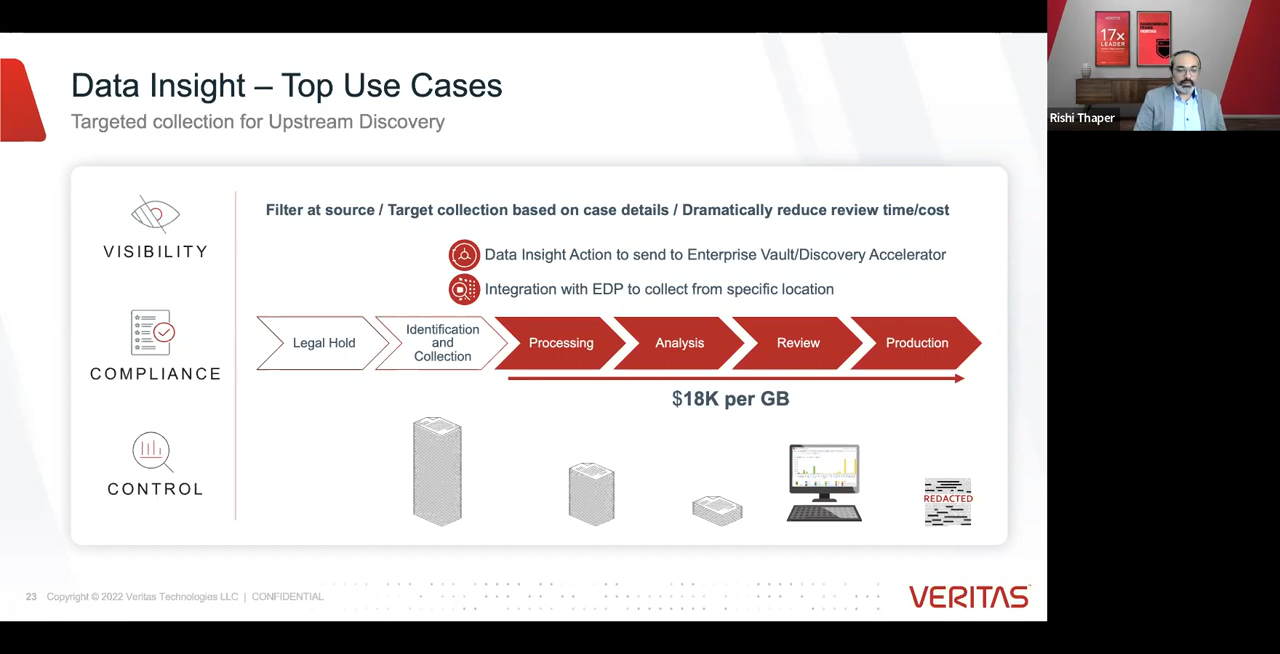 Data Insight – Top Use Cases
Targeted collection for Upstream Discovery
VISIBILITY
COMPLIANCE
CONTROL
Filter at source / Target collection based on case details / Dramatically reduce review time/cost
Data Insight Action to send to Enterprise Vault/Discovery Accelerator
Integration with EDP to collect from specific location
Legal Hold
Identification
and
Collection
Processing
Analysis
Review
Production
$18K per GB
REDACTED
23 Copyright © 2022 Veritas Technologies LLC | CONFIDENTIAL
VERITAS
17x
LEADER
VERITAS
Rishi Thaper